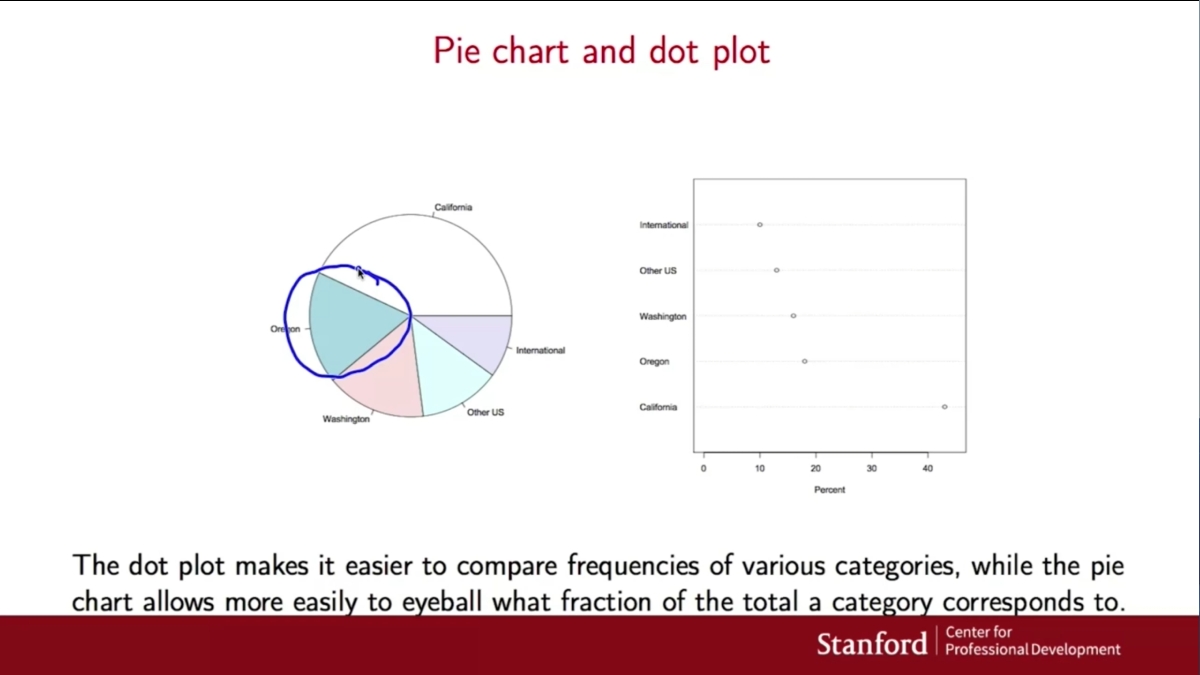 Pie chart and dot plot
California
Oregon
International
Washington
Other US
International
Other US
Washington
Oregon
California
0 10 20 30 40
Percent
The dot plot makes it easier to compare frequencies of various categories, while the pie
chart allows more easily to eyeball what fraction of the total a category corresponds to.
Stanford
Center for
Professional Development